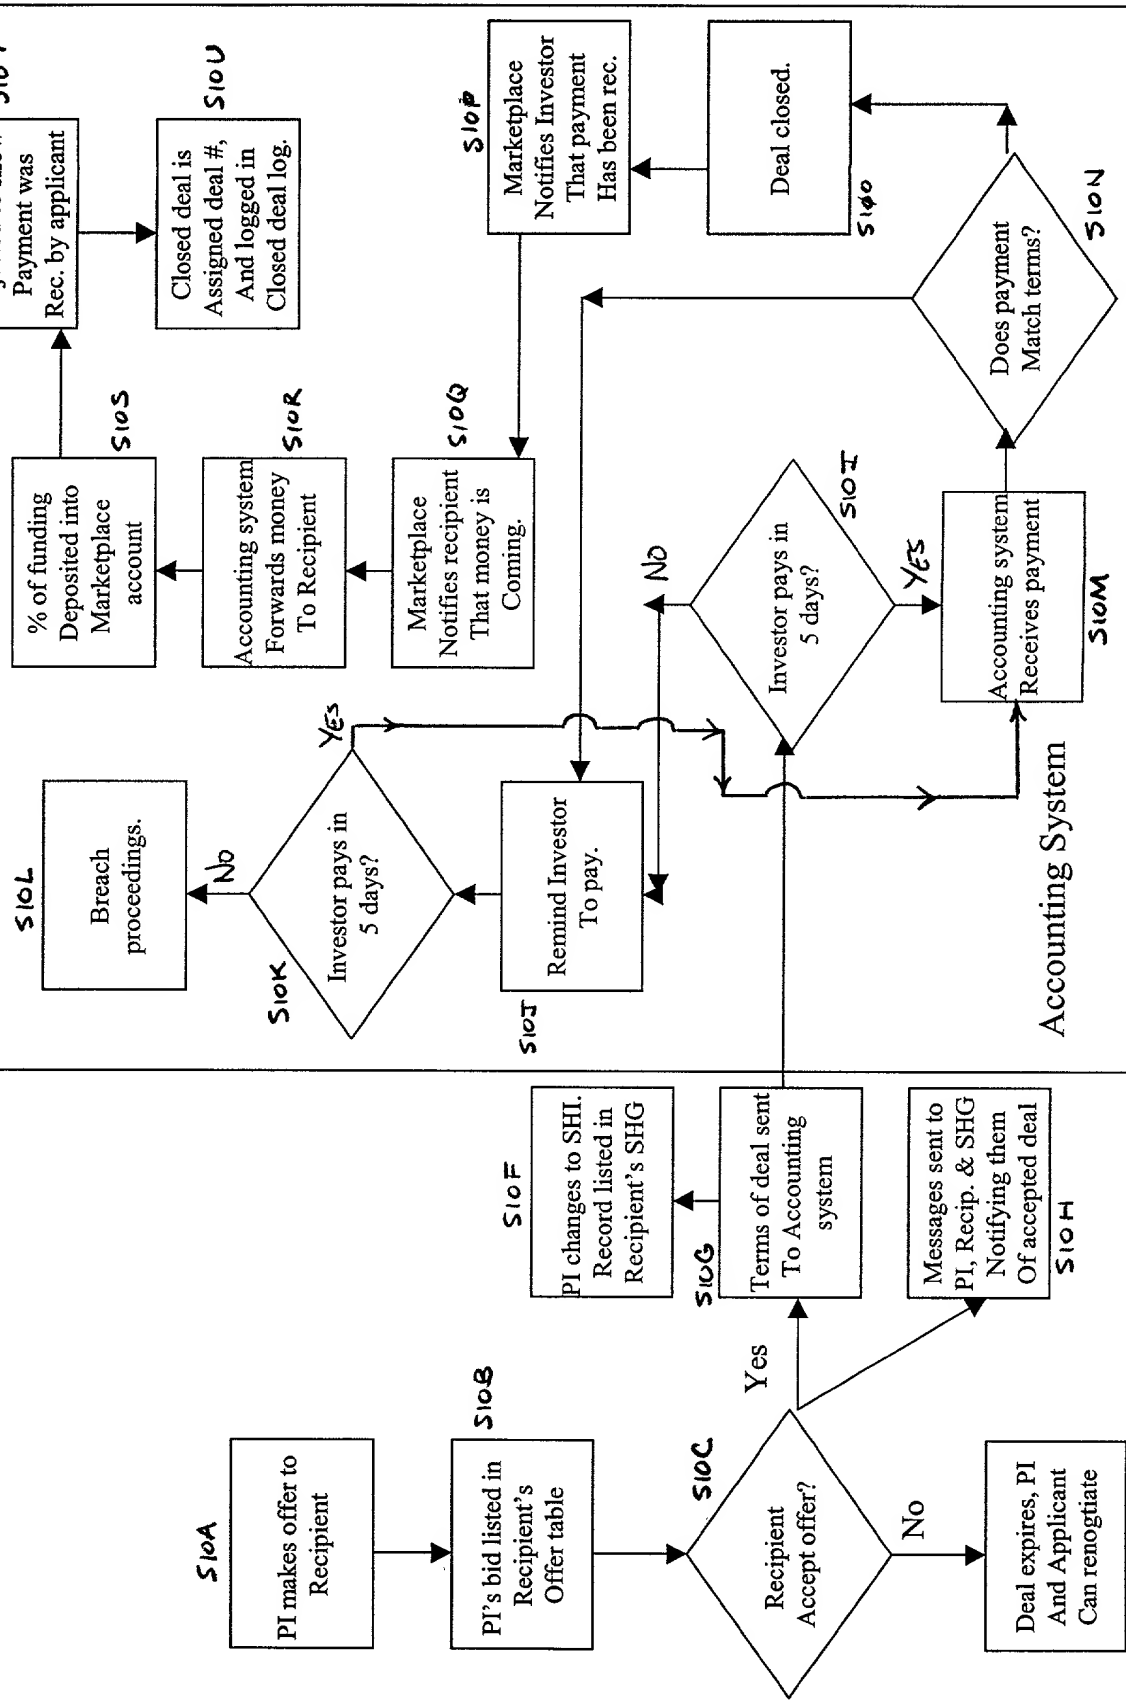 S10A
PI makes offer to
Recipient
S10B
PI's bid listed in
Recipient's
Offer table
S10C
Recipient
Accept offer?
No
Deal expires, PI
And Applicant
Can renogtiate
Yes
S10F
PI changes to SHI.
Record listed in
Recipient's SHG
S10G
Terms of deal sent
To Accounting
system
Messages sent to
PI, Recip. & SHG
Notifying them
Of accepted deal
S10H
S10L
Breach
proceedings.
No
S10K
Investor pays in
5 days?
YES
Remind Investor
To pay.
S10J
NO
Investor pays in
5 days?
S10I
YES
Accounting system
Receives payment
S10M
Accounting System
Does payment
Match terms?
S10N
Deal closed.
S10O
S10P
Marketplace
Notifies Investor
That payment
Has been rec.
Marketplace
Notifies recipient
That money is
Coming.
S10Q
Accounting system
Forwards money
To Recipient
S10R
% of funding
Deposited into
Marketplace
account
S10S
Payment was
Rec. by applicant
Closed deal is
Assigned deal #,
And logged in
Closed deal log.
S10U